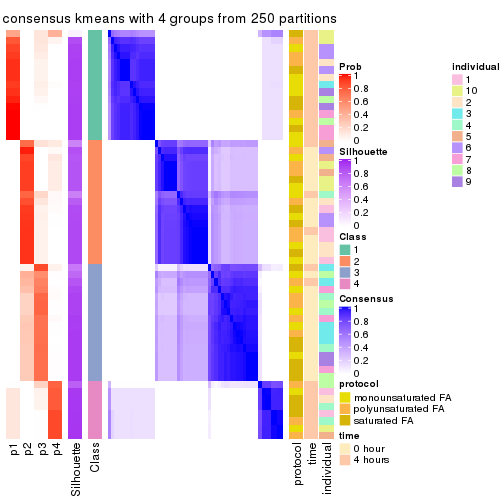 consensus kmeans with 4 groups from 250 partitions
Prob
1
0.8
0.6
0.4
0.2
0
Silhouette
1
0.8
0.6
0.4
0.2
0
Class
1
2
3
4
Consensus
1
0.8
0.6
0.4
0.2
0
protocol
monounsaturated FA
polyunsaturated FA
saturated FA
time
0 hour
4 hours
individual
1
10
2
3
4
5
6
7
8
9
p1
p2
p3
p4
Silhouette
Class
protocol
time
individual